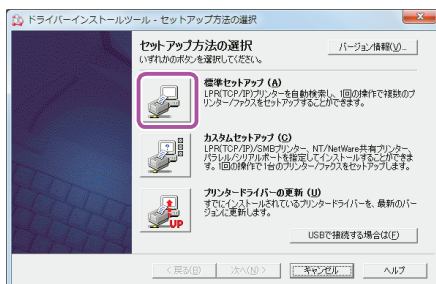 ドライバーインストールツール - セットアップ方法の選択
セットアップ方法の選択
いずれかのボタンを選択してください。
バージョン情報(V)...
標準セットアップ (A)
LPR(TCP/IP)プリンターを自動検索し、1回の操作で複数のプ
リンター/ファクスをセットアップすることができます。
カスタムセットアップ (C)
LPR(TCP/IP)/SMBプリンター、NT/NetWare共有プリンター、
パラレル/シリアルポートを指定してインストールすることができま
す。1回の操作で1台のプリンター/ファクスをセットアップします。
プリンタードライバーの更新 (U)
すでにインストールされているプリンタードライバーを、最新のバー
ジョンに更新します。
UP
USBで接続する場合は(F)
< 戻る(B)
次へ(N) >
キャンセル
ヘルプ